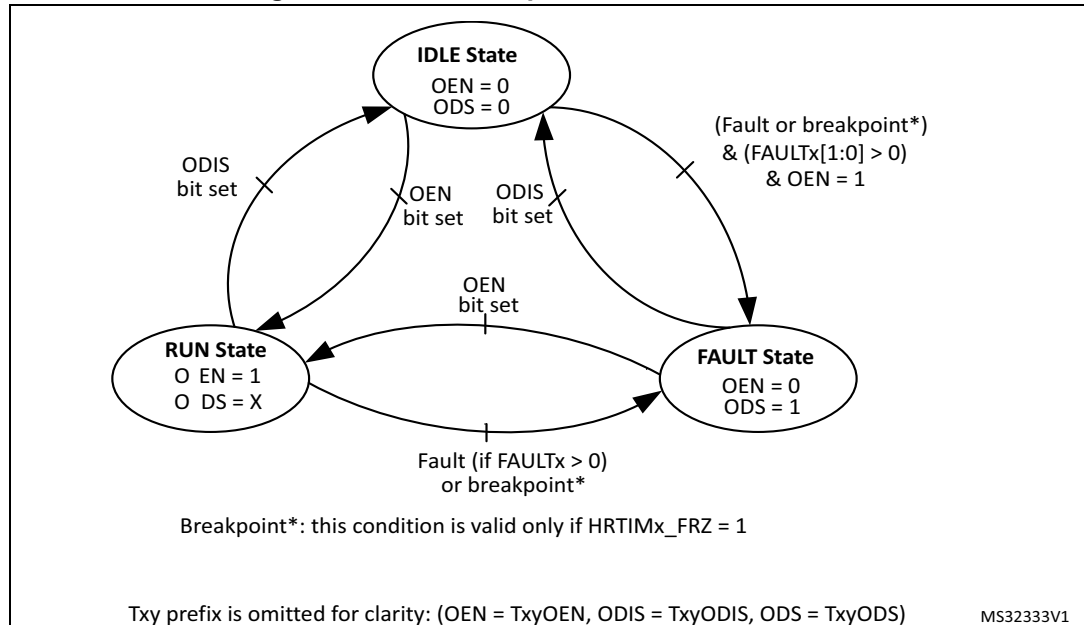 IDLE State
OEN = 0
ODS = 0
(Fault or breakpoint*)
& (FAULTx[1:0] > 0)
& OEN = 1
ODIS
bit set
OEN
bit set
ODIS
bit set
OEN
bit set
RUN State
O EN = 1
O DS = X
FAULT State
OEN = 0
ODS = 1
Fault (if FAULTx > 0)
or breakpoint*
Breakpoint*: this condition is valid only if HRTIMx_FRZ = 1
Txy prefix is omitted for clarity: (OEN = TxyOEN, ODIS = TxyODIS, ODS = TxyODS)
MS32333V1